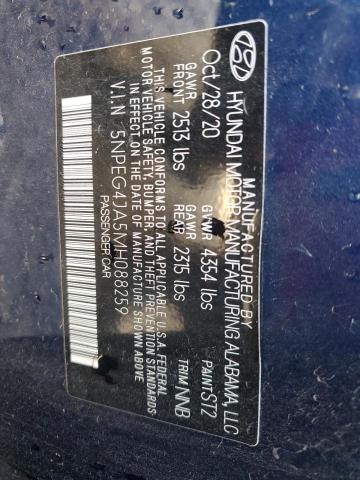 MANUFACTURED BY
HYUNDAI MOTOR MANUFACTURING ALABAMA, LLC
Oct/28/20 GVWR 4354 lbs PAINT ST2
GAWR FRONT 2513 lbs GAWR REAR 2315 lbs TRIM NNB
THIS VEHICLE CONFORMS TO ALL APPLICABLE U.S.A. FEDERAL
MOTOR VEHICLE SAFETY, BUMPER, AND THEFT PREVENTION STANDARDS
IN EFFECT ON THE DATE OF MANUFACTURE SHOWN ABOVE
V.I.N 5NPEG4JA5MH088259
PASSENGER CAR